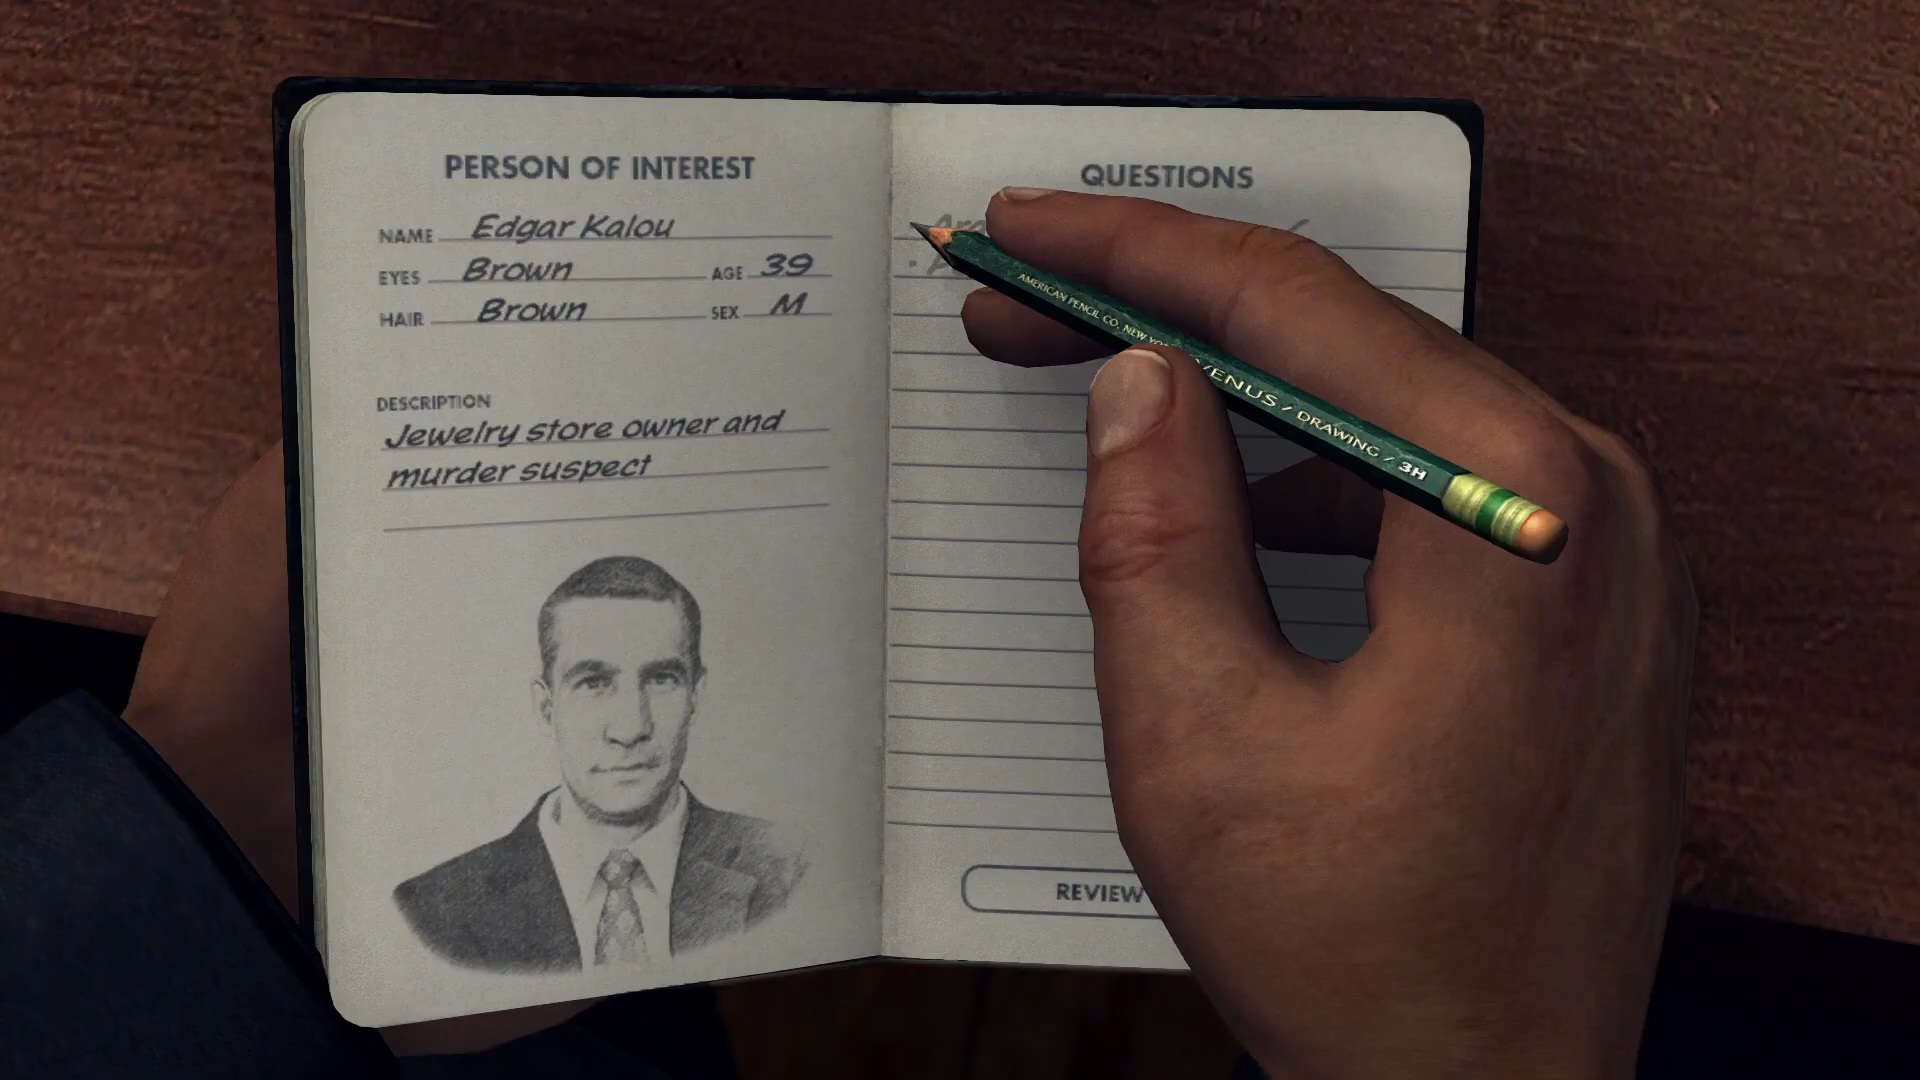 PERSON OF INTEREST
NAME Edgar Kalou
EYES Brown AGE 39
HAIR Brown SEX M
DESCRIPTION
Jewelry store owner and
murder suspect
QUESTIONS
AMERICAN PENCIL CO. NEW YORK VENUS / DRAWING / 3H
REVIEW